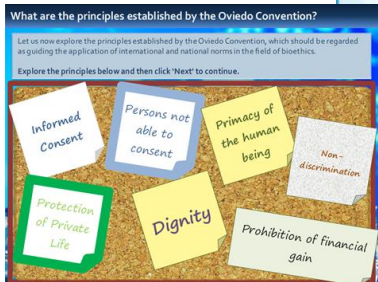 What are the principles established by the Oviedo Convention?
Let us now explore the principles established by the Oviedo Convention, which should be regarded
as guiding the application of international and national norms in the field of bioethics.
Explore the principles below and then click 'Next' to continue.
Informed
Consent
Persons not
able to
consent
Primacy of
the human
being
Non-
discrimination
Protection
of Private
Life
Dignity
Prohibition of financial
gain